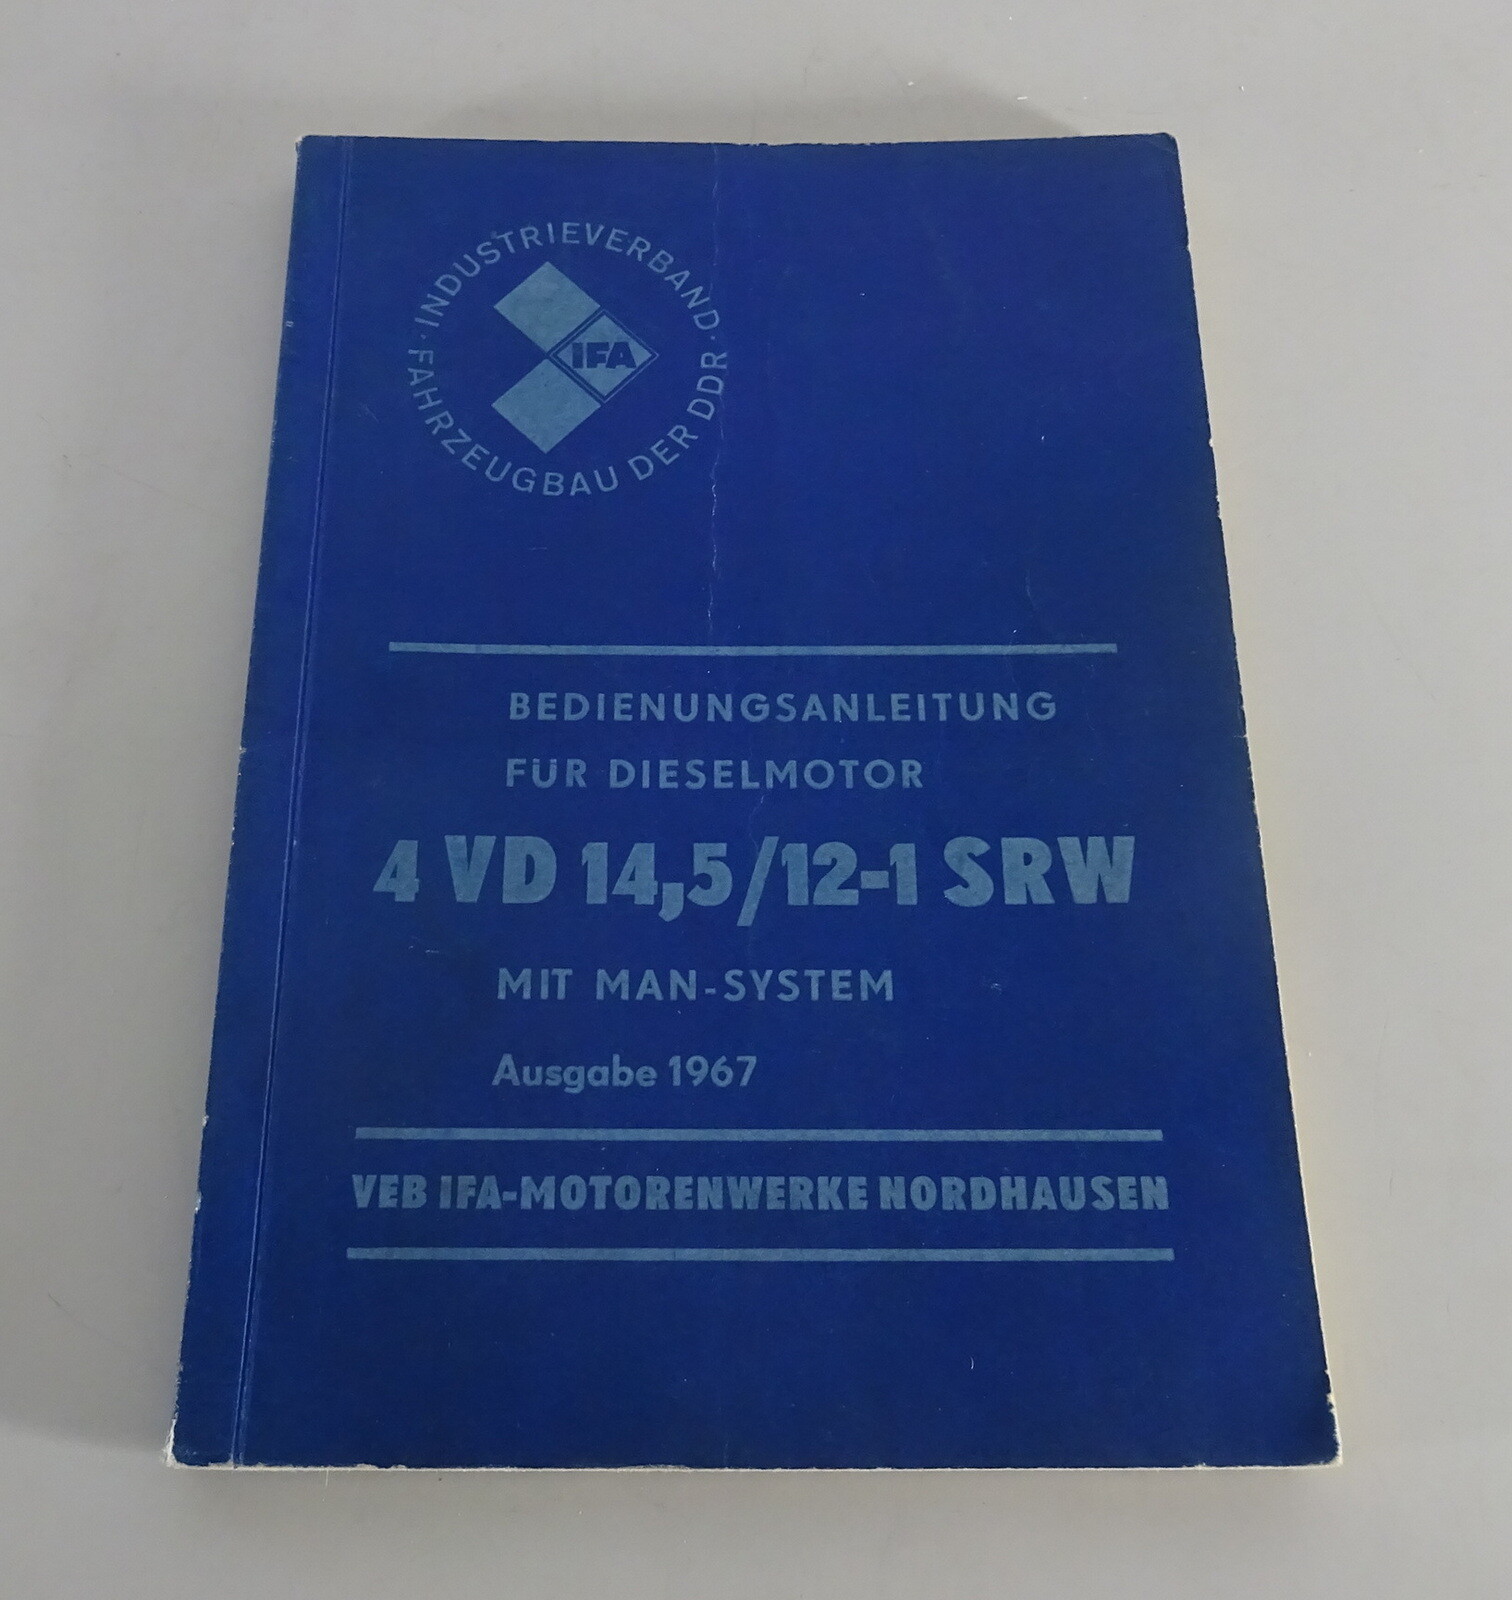 INDUSTRIEVERBAND
· FAHRZEUGBAU DER DDR ·
IFA
BEDIENUNGSANLEITUNG
FÜR DIESELMOTOR
4 VD 14,5/12-1 SRW
MIT MAN-SYSTEM
Ausgabe 1967
VEB IFA-MOTORENWERKE NORDHAUSEN